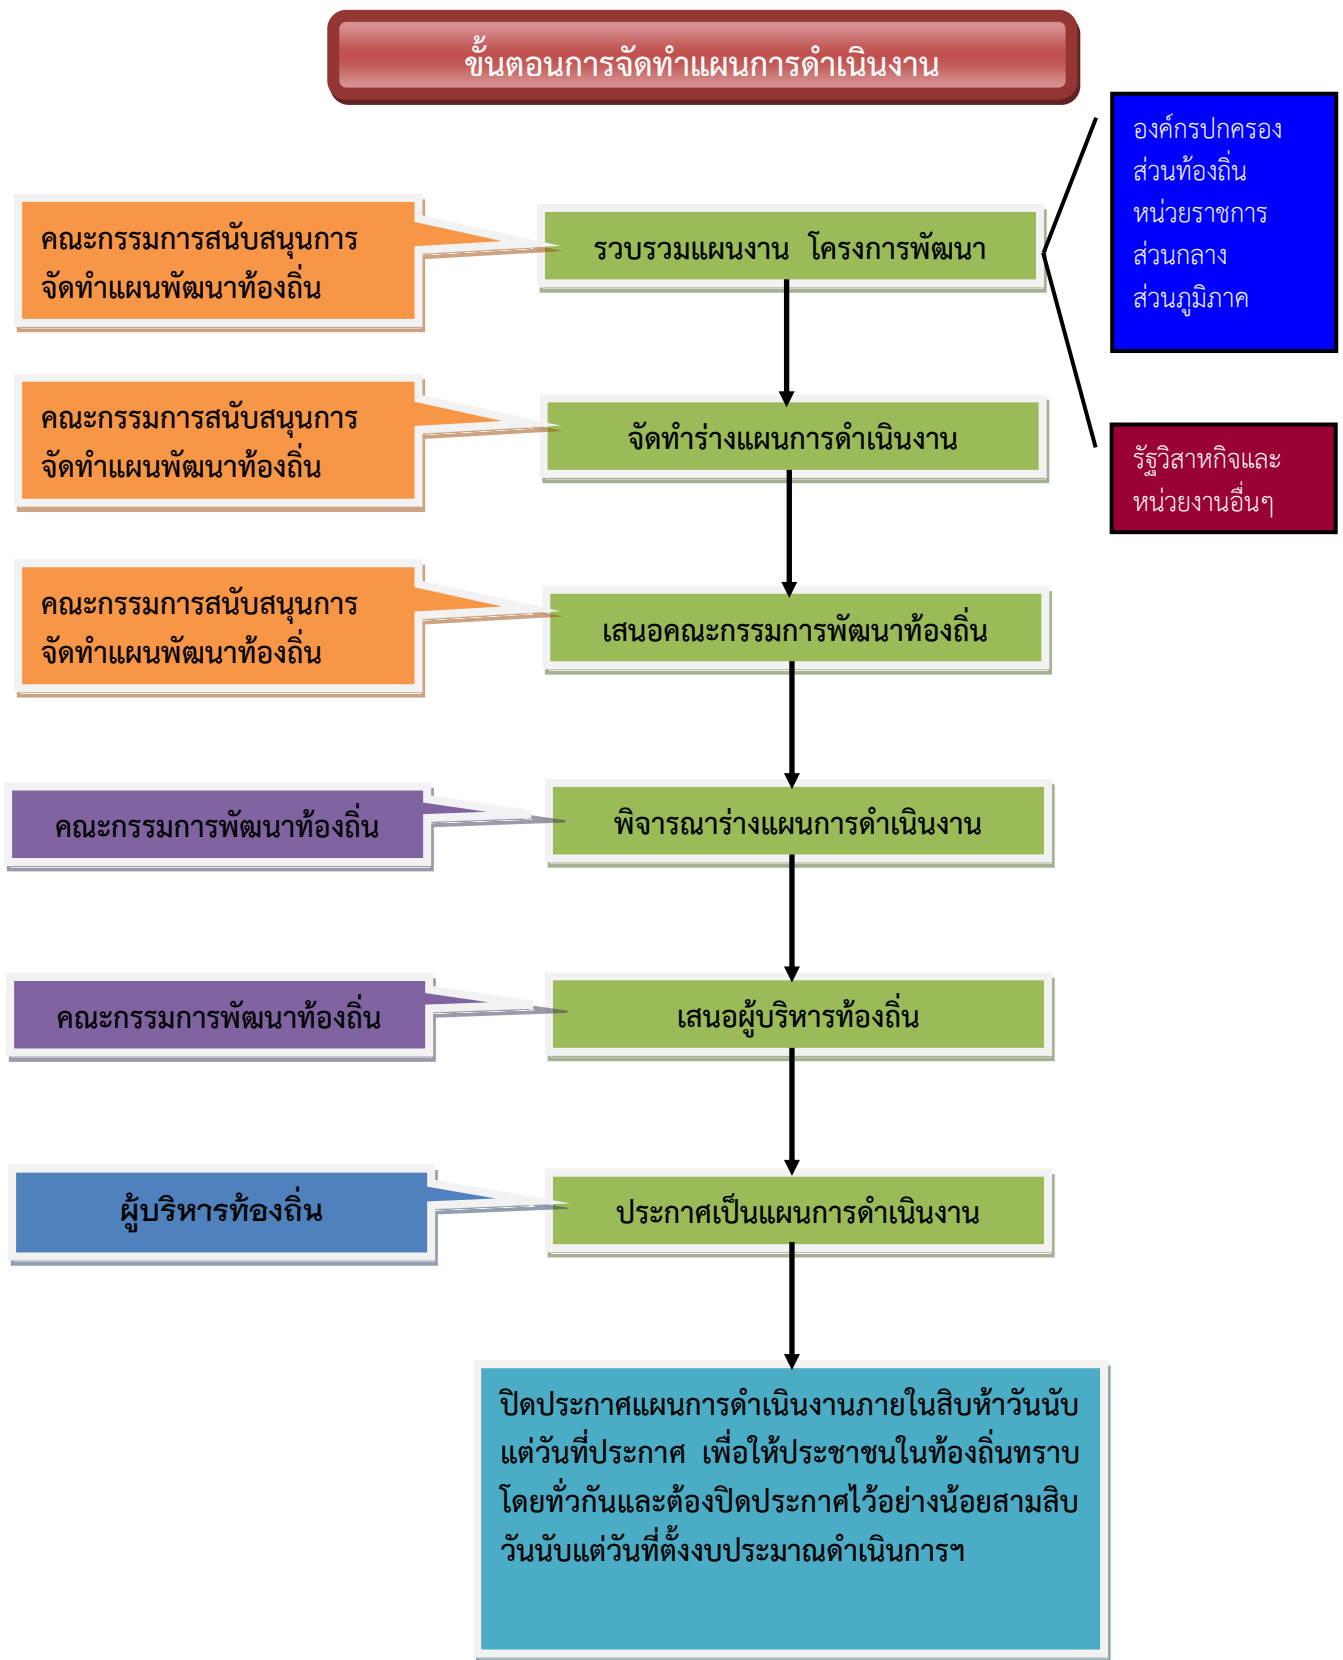 ขั้นตอนการจัดทำแผนการดำเนินงาน
องค์กรปกครอง
ส่วนท้องถิ่น
หน่วยราชการ
ส่วนกลาง
ส่วนภูมิภาค
คณะกรรมการสนับสนุนการ
จัดทำแผนพัฒนาท้องถิ่น
รวบรวมแผนงาน โครงการพัฒนา
คณะกรรมการสนับสนุนการ
จัดทำแผนพัฒนาท้องถิ่น
จัดทำร่างแผนการดำเนินงาน
รัฐวิสาหกิจและ
หน่วยงานอื่นๆ
คณะกรรมการสนับสนุนการ
จัดทำแผนพัฒนาท้องถิ่น
เสนอคณะกรรมการพัฒนาท้องถิ่น
คณะกรรมการพัฒนาท้องถิ่น
พิจารณาร่างแผนการดำเนินงาน
คณะกรรมการพัฒนาท้องถิ่น
เสนอผู้บริหารท้องถิ่น
ผู้บริหารท้องถิ่น
ประกาศเป็นแผนการดำเนินงาน
ปิดประกาศแผนการดำเนินงานภายในสิบห้าวันนับ
แต่วันที่ประกาศ เพื่อให้ประชาชนในท้องถิ่นทราบ
โดยทั่วกันและต้องปิดประกาศไว้อย่างน้อยสามสิบ
วันนับแต่วันที่ตั้งงบประมาณดำเนินการฯ